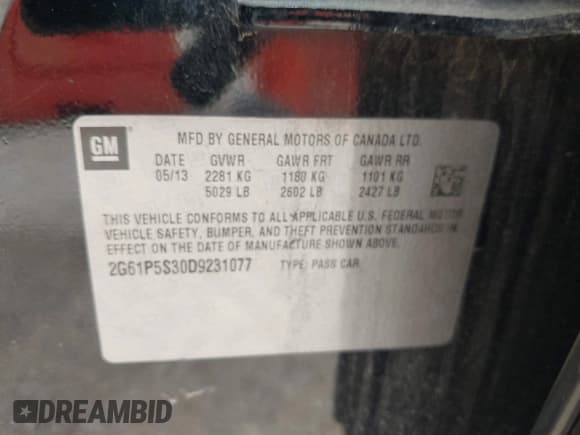 GM
MFD BY GENERAL MOTORS OF CANADA LTD.
DATE GVWR GAWR FRT GAWR RR
05/13 2281 KG 1180 KG 1101 KG
5029 LB 2602 LB 2427 LB
THIS VEHICLE CONFORMS TO ALL APPLICABLE U.S. FEDERAL MOTOR
VEHICLE SAFETY, BUMPER, AND THEFT PREVENTION STANDARDS IN
EFFECT ON THE DATE OF MANUFACTURE SHOWN ABOVE.
2G61P5S30D9231077 TYPE: PASS CAR
DREAMBID